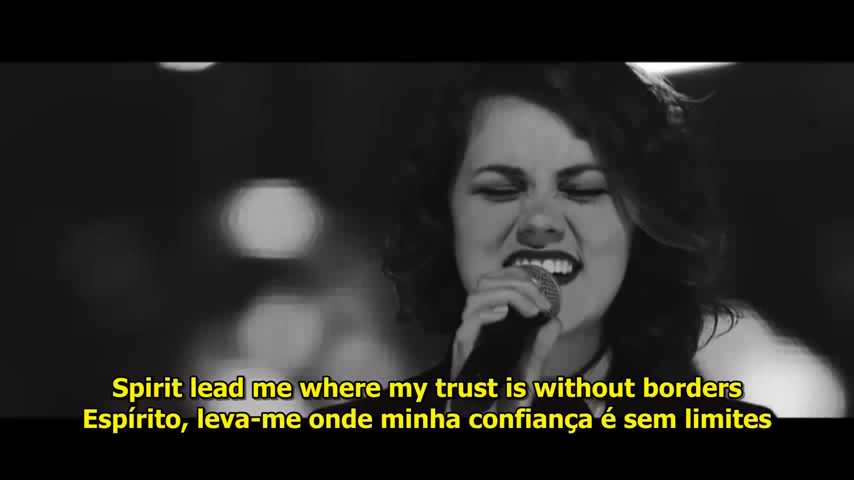 Spirit lead me where my trust is without borders
Espírito, leva-me onde minha confiança é sem limites